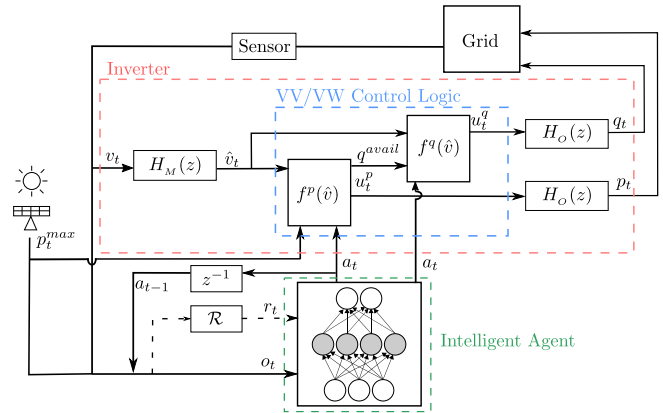 Sensor
Grid
Inverter
VV/VW Control Logic
v_t
H_M(z)
v̂_t
f^p(v̂)
q^{avail}
u_t^p
f^q(v̂)
u_t^q
H_O(z)
q_t
H_O(z)
p_t
p_t^{max}
a_{t-1}
z^{-1}
a_t
a_t
R
r_t
o_t
Intelligent Agent